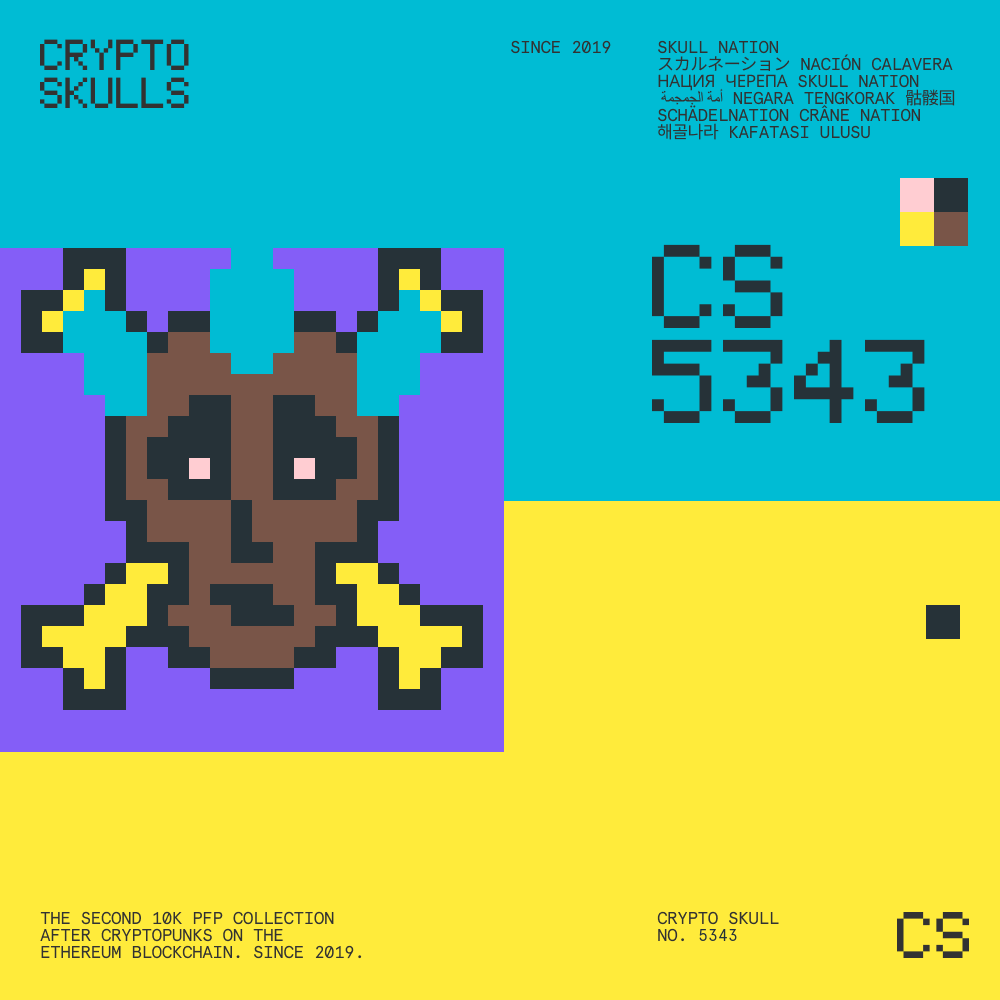 CRYPTO
SKULLS
SINCE 2019
SKULL NATION
スカルネーション NACIÓN CALAVERA
НАЦИЯ ЧЕРЕПА SKULL NATION
أمة الجمجمة NEGARA TENGKORAK 骷髅国
SCHÄDELNATION CRÂNE NATION
해골나라 KAFATASI ULUSU
CS
5343
THE SECOND 10K PFP COLLECTION
AFTER CRYPTOPUNKS ON THE
ETHEREUM BLOCKCHAIN. SINCE 2019.
CRYPTO SKULL
NO. 5343
CS